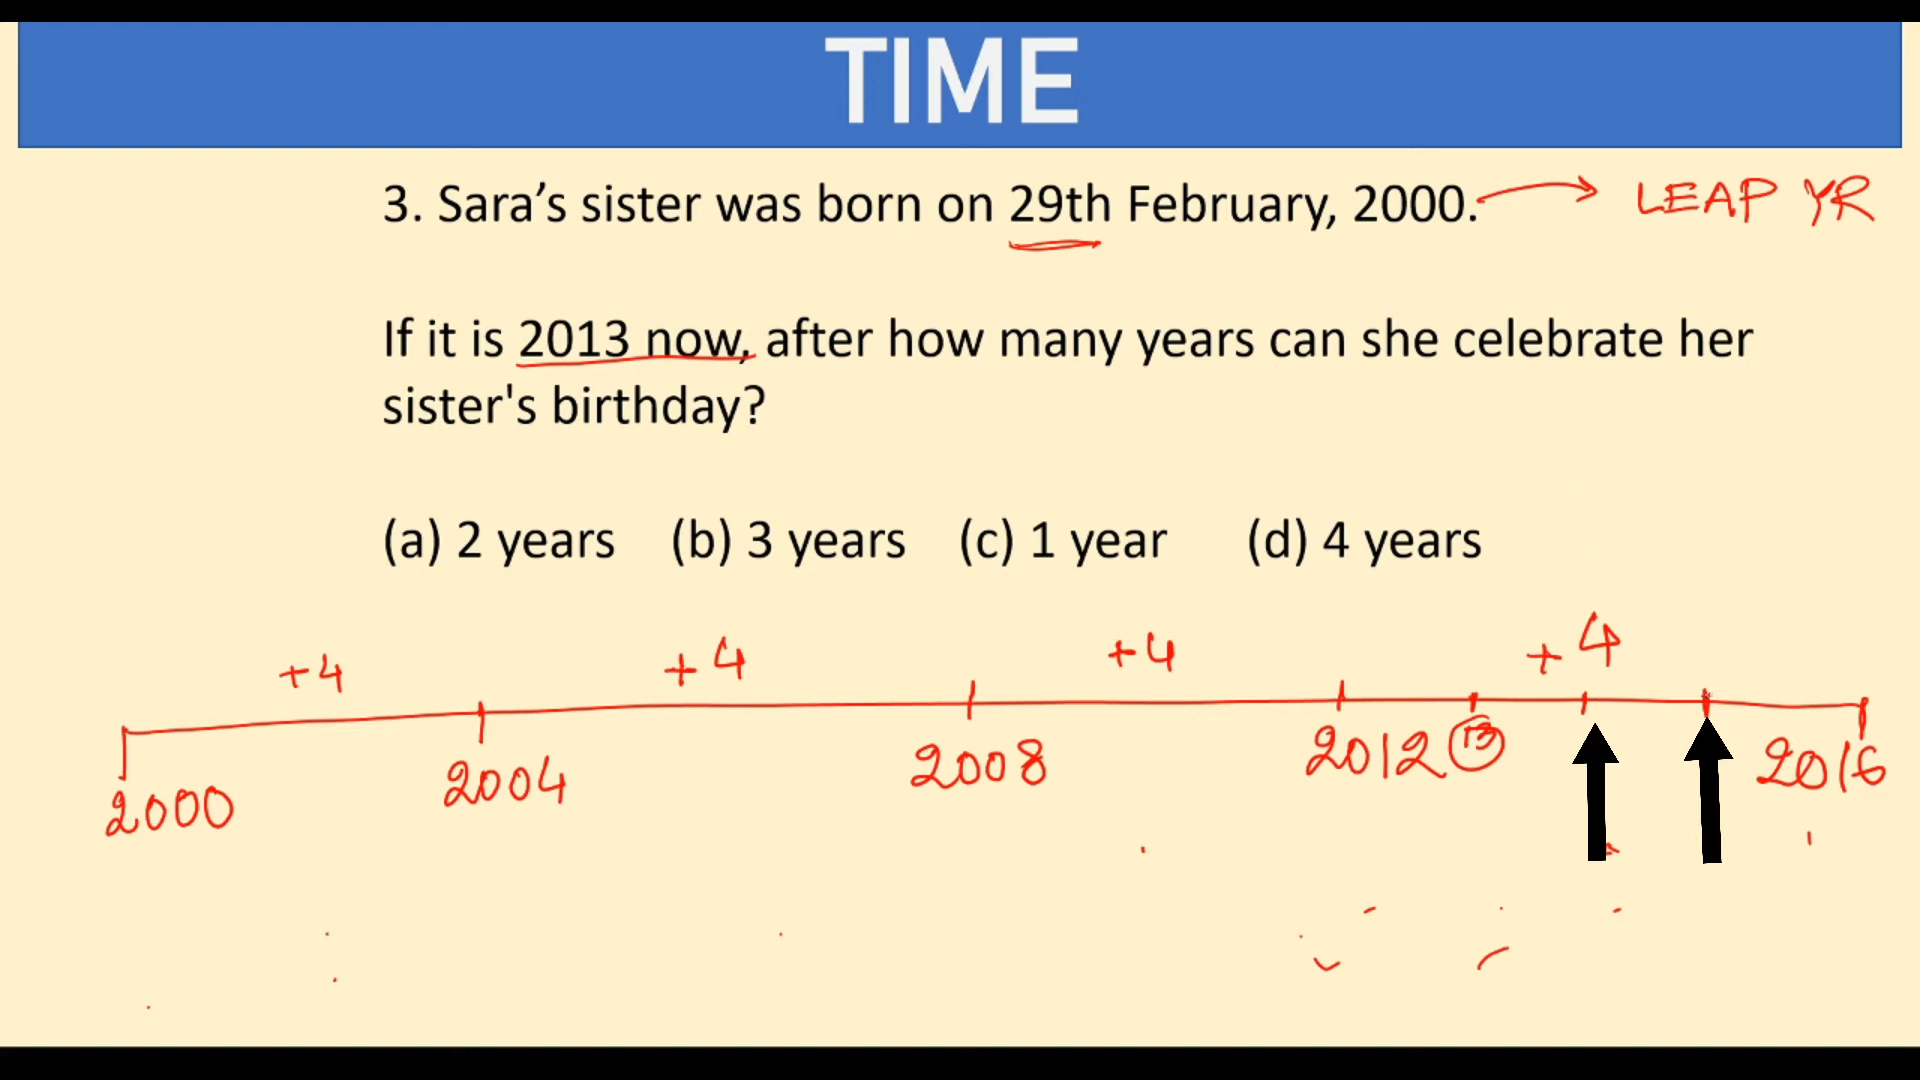 TIME
3. Sara’s sister was born on 29th February, 2000. LEAP YR
If it is 2013 now, after how many years can she celebrate her
sister's birthday?
(a) 2 years (b) 3 years (c) 1 year (d) 4 years
+4 +4 +4 +4
2000 2004 2008 2012 13 2016